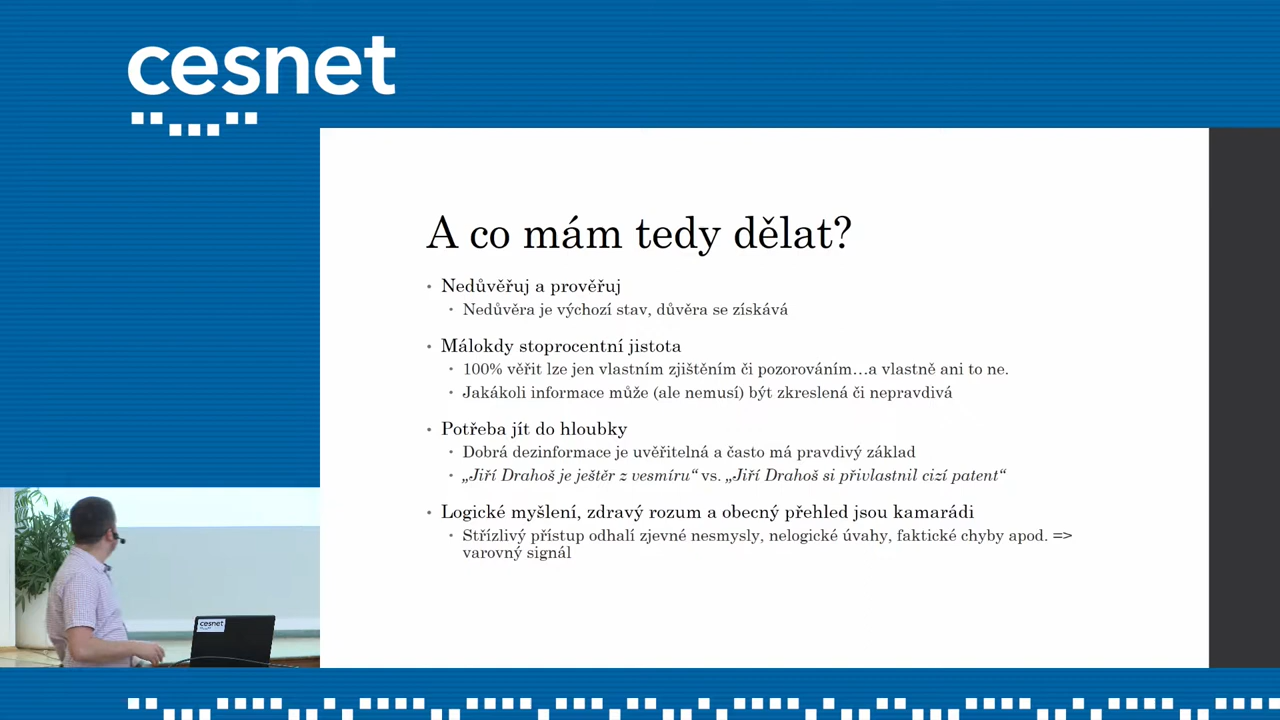 cesnet
A co mám tedy dělat?
• Nedůvěřuj a prověřuj
• Nedůvěra je výchozí stav, důvěra se získává
• Málokdy stoprocentní jistota
• 100% věřit lze jen vlastním zjištěním či pozorováním…a vlastně ani to ne.
• Jakákoli informace může (ale nemusí) být zkreslená či nepravdivá
• Potřeba jít do hloubky
• Dobrá dezinformace je uvěřitelná a často má pravdivý základ
• „Jiří Drahoš je ještěr z vesmíru“ vs. „Jiří Drahoš si přivlastnil cizí patent“
• Logické myšlení, zdravý rozum a obecný přehled jsou kamarádi
• Střízlivý přístup odhalí zjevné nesmysly, nelogické úvahy, faktické chyby apod. =>
varovný signál
cesnet